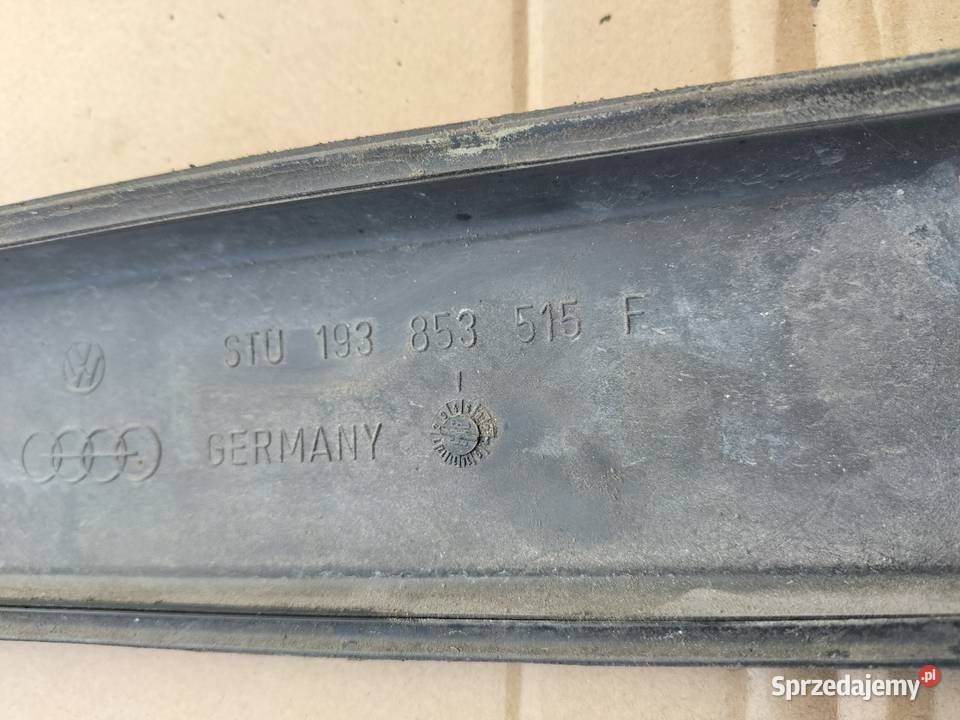 STU 193 853 515 F
GERMANY
Sprzedajemy.pl